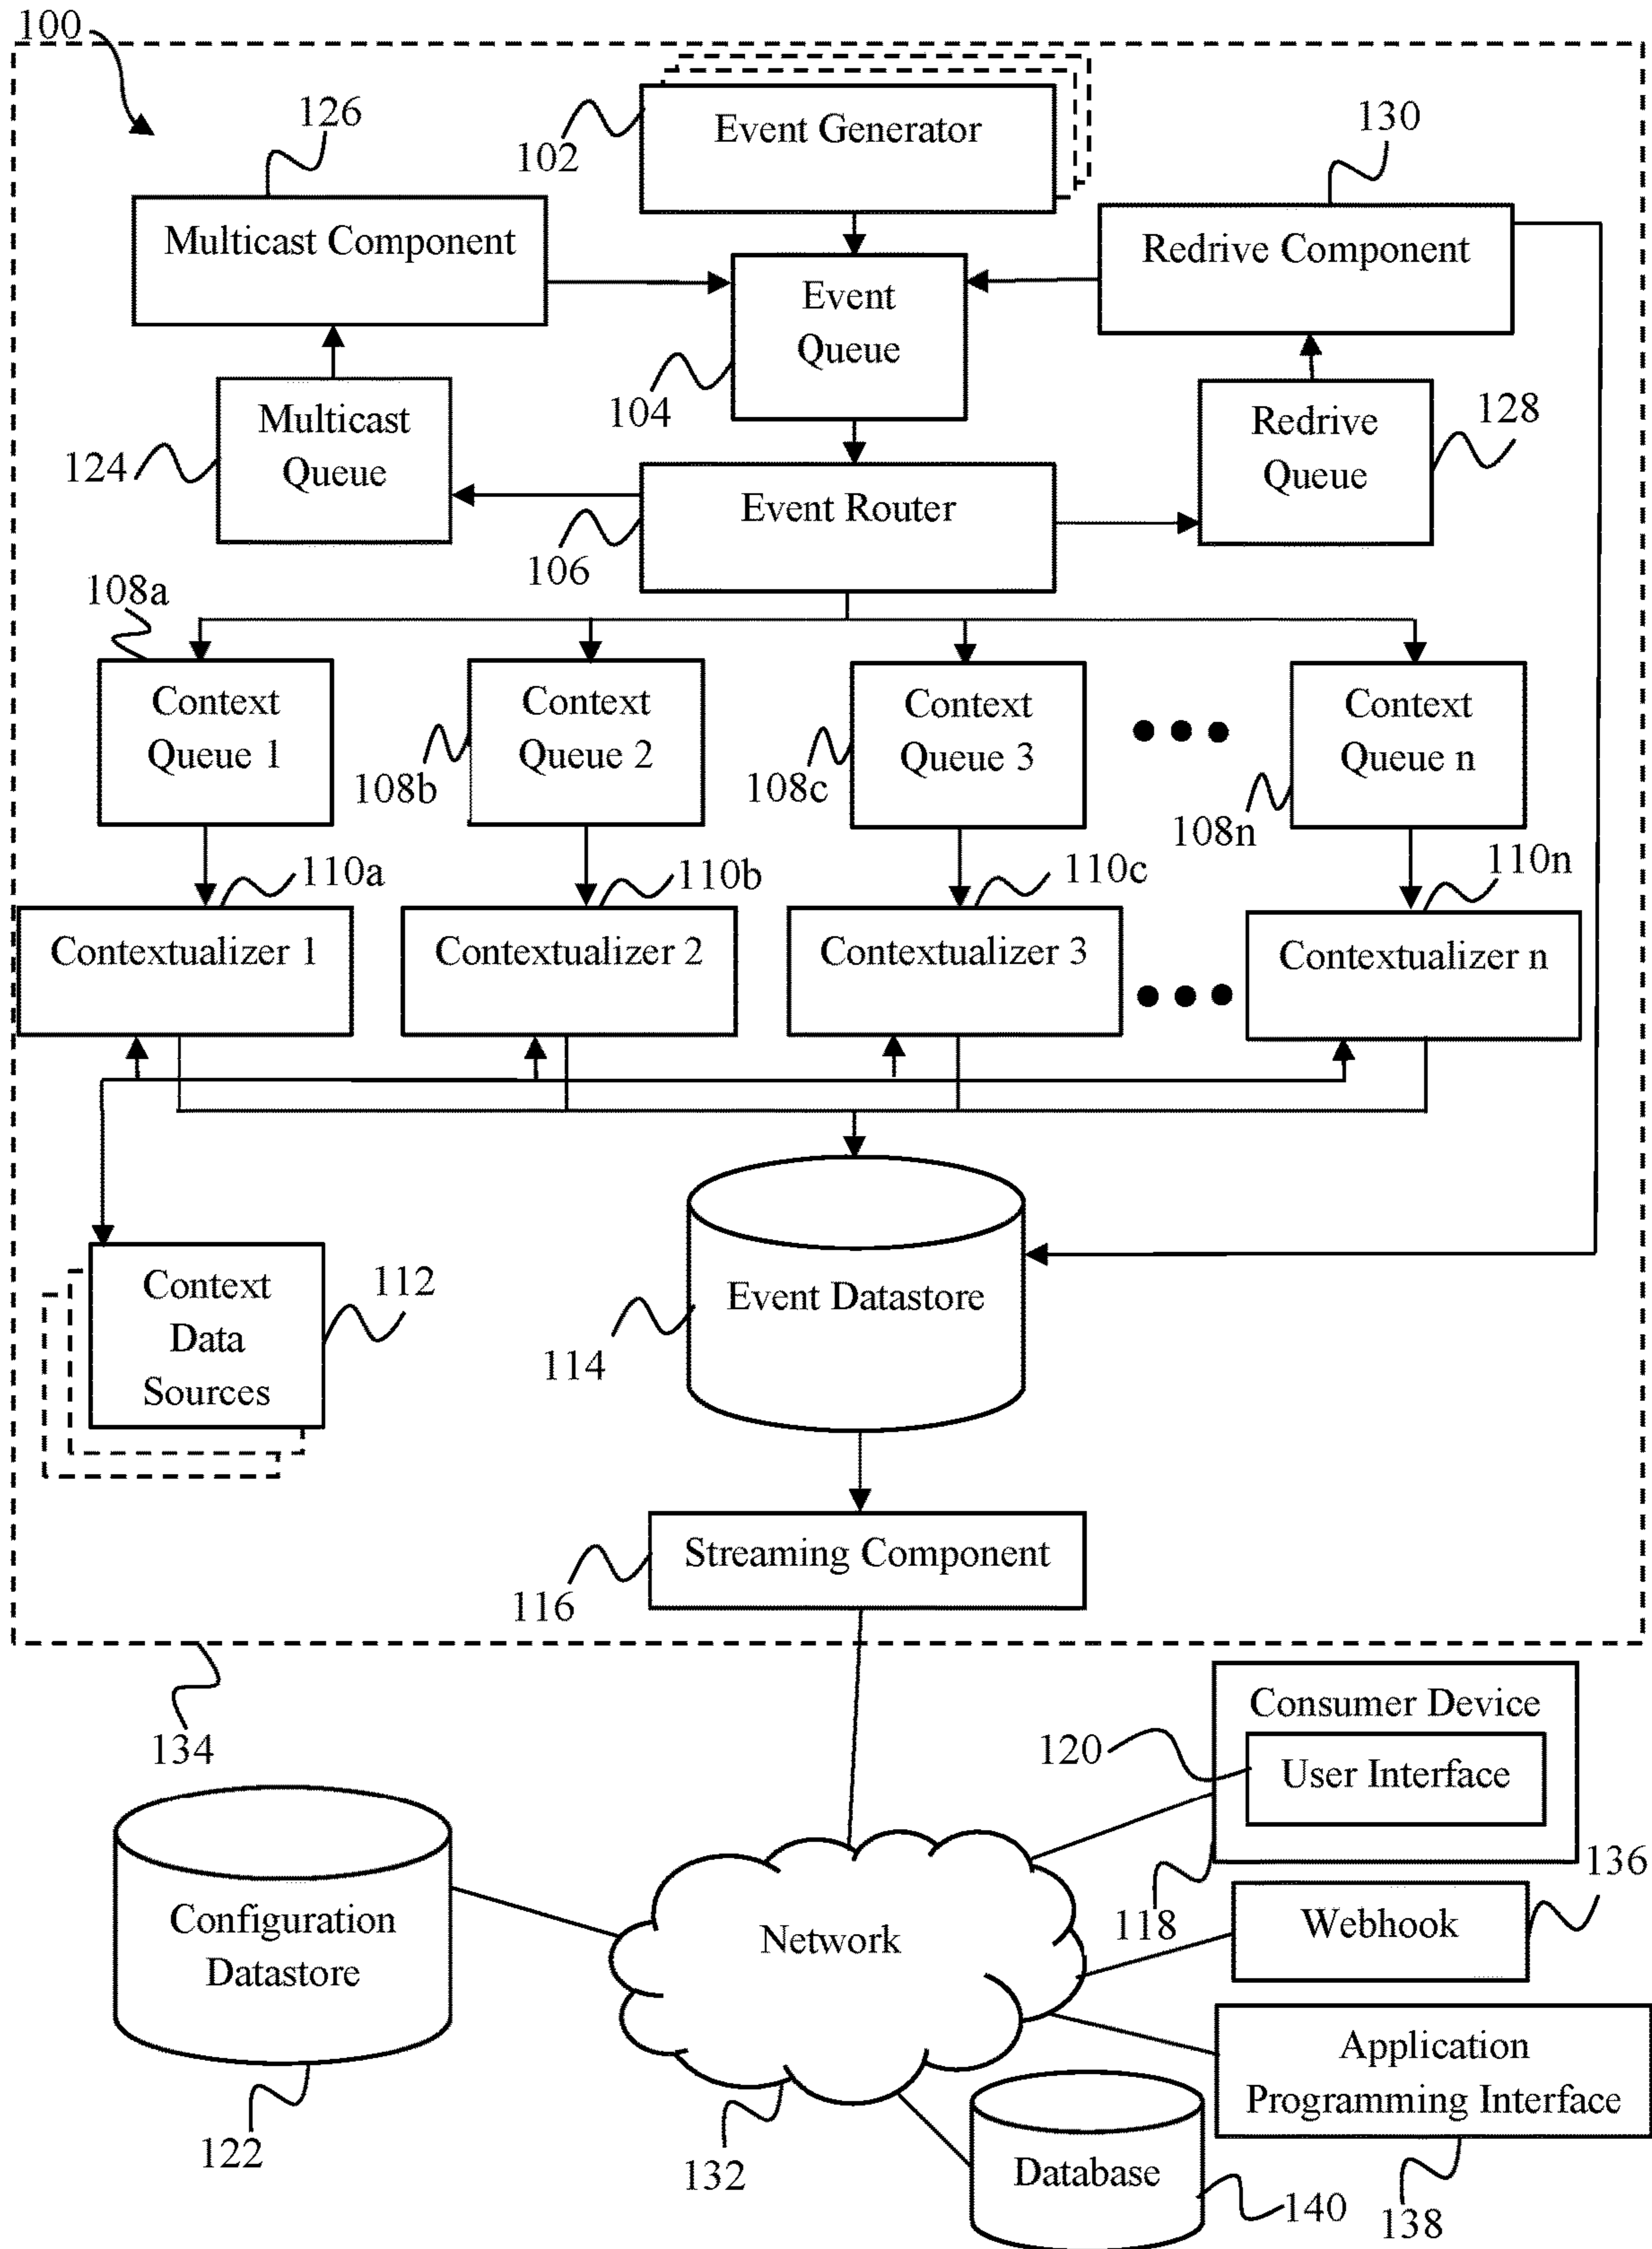 100
126
102
Event Generator
130
Multicast Component
Redrive Component
Event
Queue
104
124
Multicast
Queue
Redrive
Queue
128
Event Router
106
108a
Context
Queue 1
108b
Context
Queue 2
108c
Context
Queue 3
108n
Context
Queue n
110a
110b
110c
110n
Contextualizer 1
Contextualizer 2
Contextualizer 3
Contextualizer n
Context
Data
Sources
112
Event Datastore
114
Streaming Component
116
134
Consumer Device
120
User Interface
118
136
Webhook
Configuration
Datastore
122
Network
132
Application
Programming Interface
138
Database
140